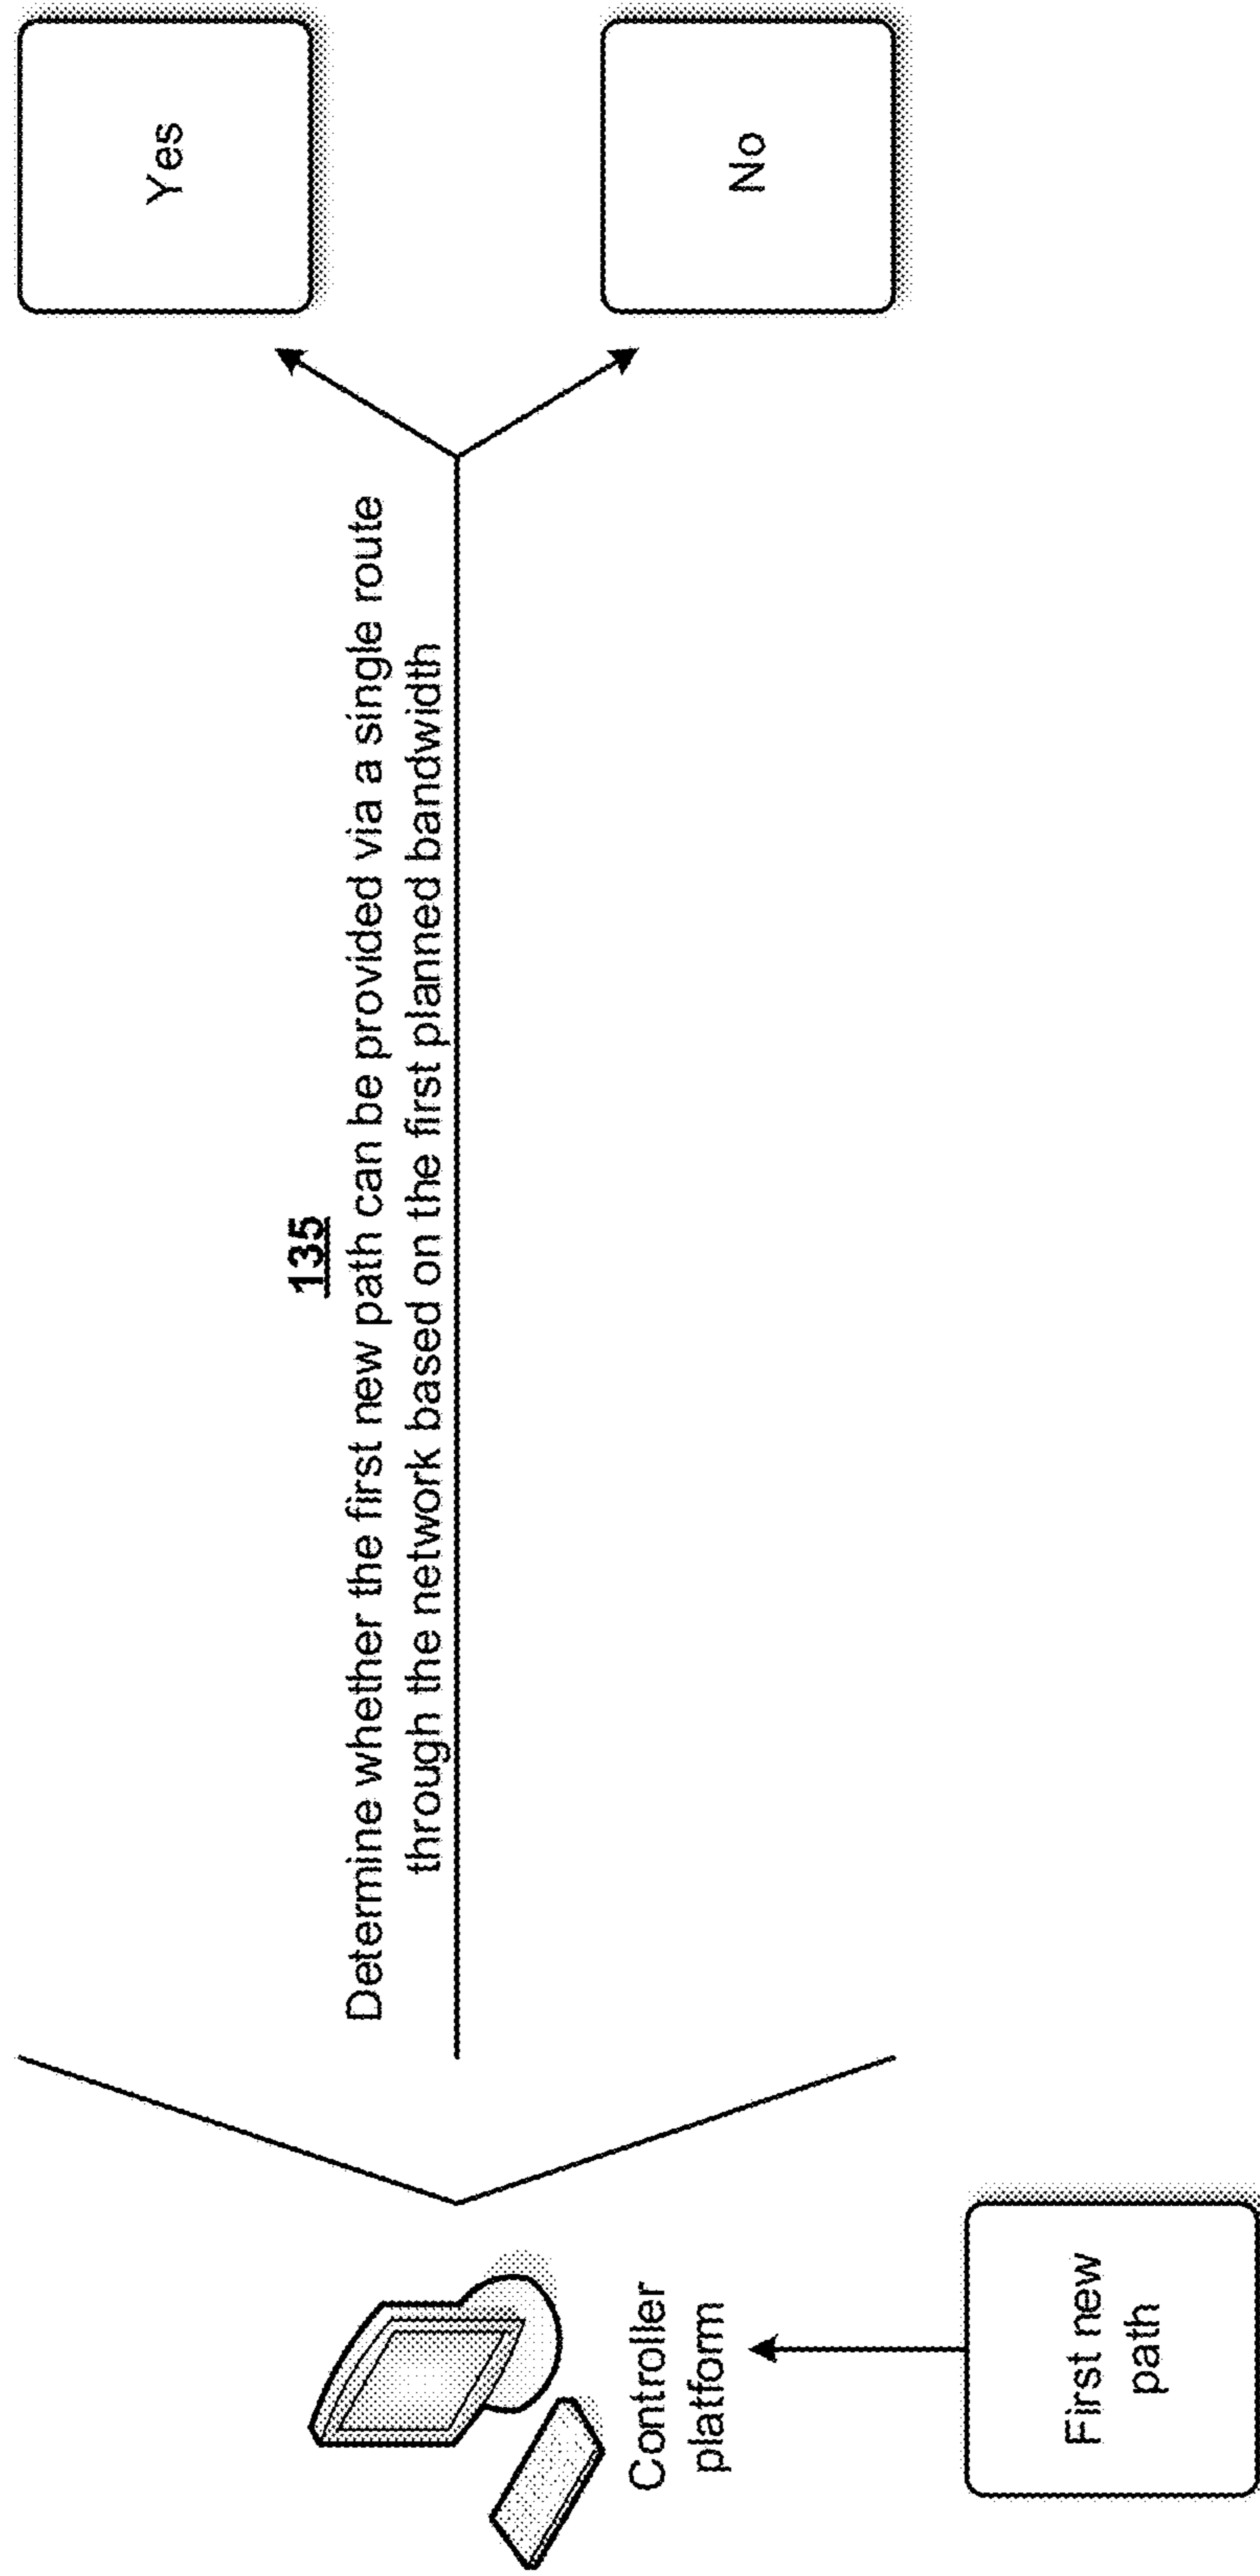 135
Determine whether the first new path can be provided via a single route
through the network based on the first planned bandwidth
Yes
No
Controller
platform
First new
path